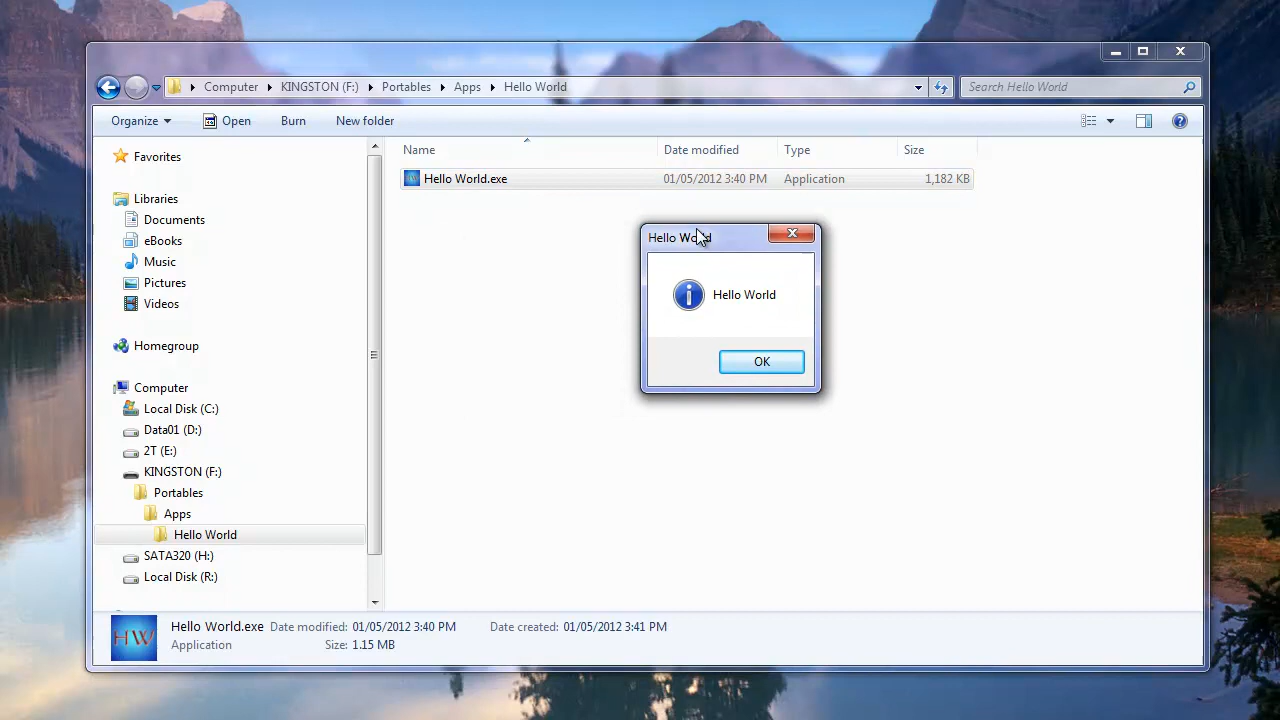 Computer KINGSTON (F:) Portables Apps Hello World
Search Hello World
Organize Open Burn New folder
Name Date modified Type Size
Hello World.exe 01/05/2012 3:40 PM Application 1,182 KB
Favorites
Libraries
Documents
eBooks
Music
Pictures
Videos
Homegroup
Computer
Local Disk (C:)
Data01 (D:)
2T (E:)
KINGSTON (F:)
Portables
Apps
Hello World
SATA320 (H:)
Local Disk (R:)
Hello World
Hello World
OK
HW
Hello World.exe Date modified: 01/05/2012 3:40 PM Date created: 01/05/2012 3:41 PM
Application Size: 1.15 MB